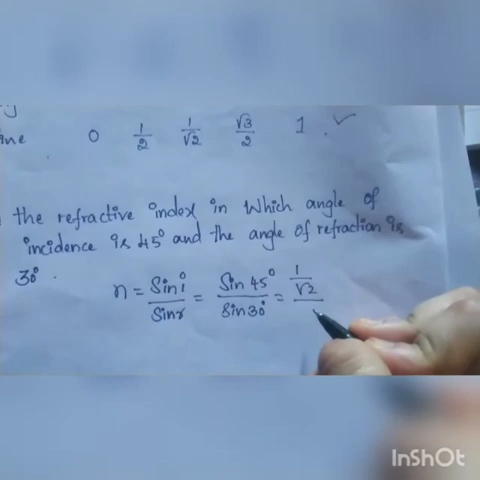 0 1/2 1/√2 √3/2 1 ✓
the refractive index in which angle of
incidence is 45° and the angle of refraction is
30°.
n = Sin i / Sin r = Sin 45° / Sin 30° = 1/√2 /
InShOt